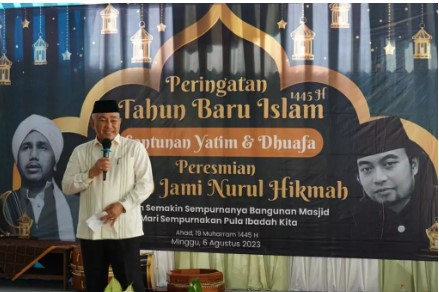 Peringatan
1445 H
Tahun Baru Islam
Santunan Yatim & Dhuafa
Peresmian
Jami Nurul Hikmah
Semakin Sempurnanya Bangunan Masjid
Mari Sempurnakan Pula Ibadah Kita
Ahad, 19 Muharram 1445 H
Minggu, 6 Agustus 2023